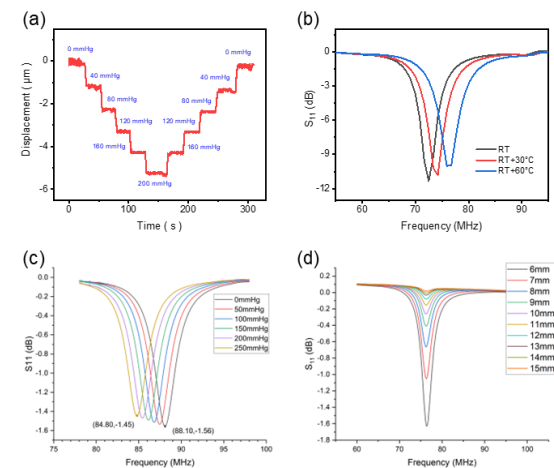 (a)
0 mmHg
0 mmHg
40 mmHg
40 mmHg
80 mmHg
80 mmHg
120 mmHg
120 mmHg
160 mmHg
160 mmHg
200 mmHg
0
-2
-4
-6
Displacement ( μm )
0
100
200
300
Time ( s )
(b)
0
-3
-6
-9
-12
S11 (dB)
RT
RT+30°C
RT+60°C
60
70
80
90
Frequency (MHz)
(c)
0.0
-0.2
-0.4
-0.6
-0.8
-1.0
-1.2
-1.4
-1.6
S11 (dB)
0mmHg
50mmHg
100mmHg
150mmHg
200mmHg
250mmHg
(84.80,-1.45)
(88.10,-1.56)
75
80
85
90
95
100
Frequency (MHz)
(d)
0.2
0.0
-0.2
-0.4
-0.6
-0.8
-1.0
-1.2
-1.4
-1.6
-1.8
S11 (dB)
6mm
7mm
8mm
9mm
10mm
11mm
12mm
13mm
14mm
15mm
60
70
80
90
100
Frequency (MHz)